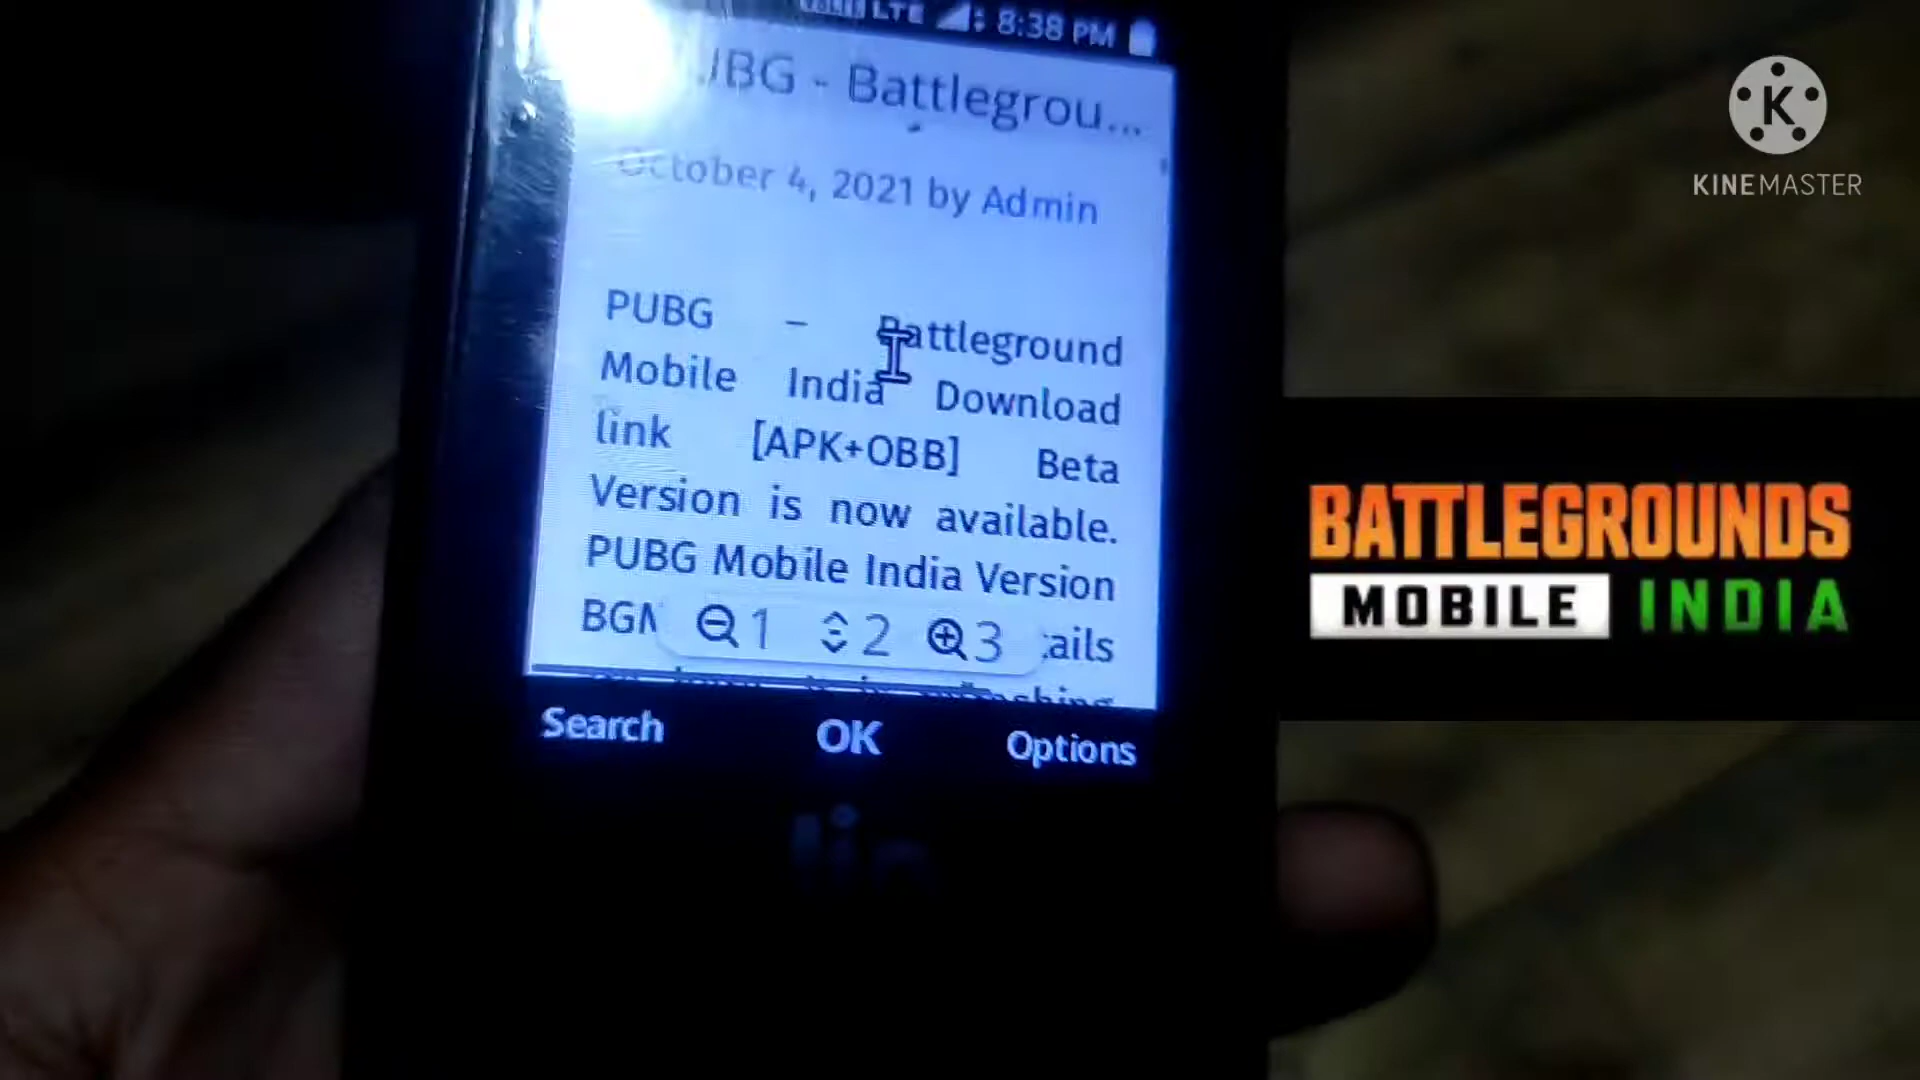 LTE 8:38 PM
- Battlegrou...
October 4, 2021 by Admin
PUBG – Battleground
Mobile India Download
link [APK+OBB] Beta
Version is now available.
PUBG Mobile India Version
1 2 3
Search OK Options
K
KINEMASTER
BATTLEGROUNDS
MOBILE INDIA